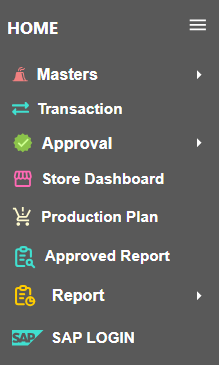 HOME
Masters
Transaction
Approval
Store Dashboard
Production Plan
Approved Report
Report
SAP SAP LOGIN